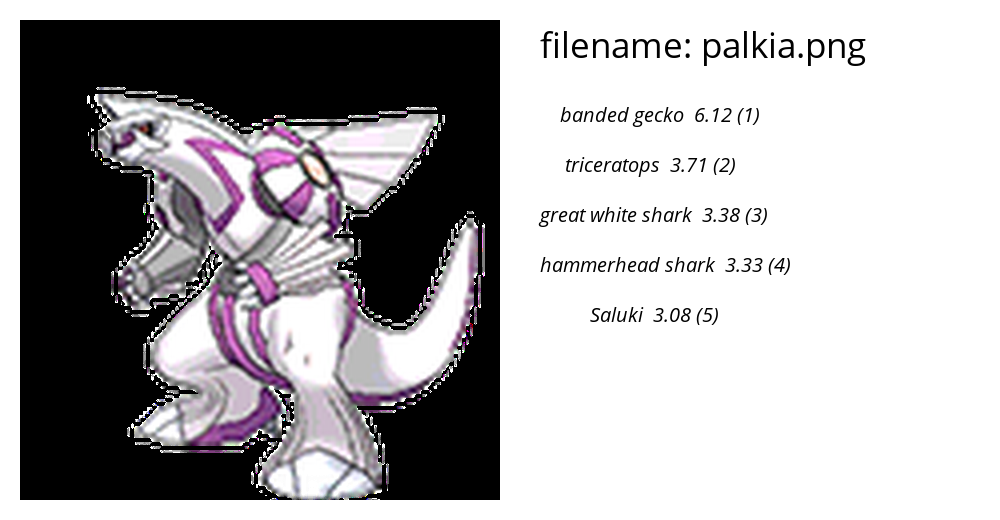 filename: palkia.png
banded gecko 6.12 (1)
triceratops 3.71 (2)
great white shark 3.38 (3)
hammerhead shark 3.33 (4)
Saluki 3.08 (5)